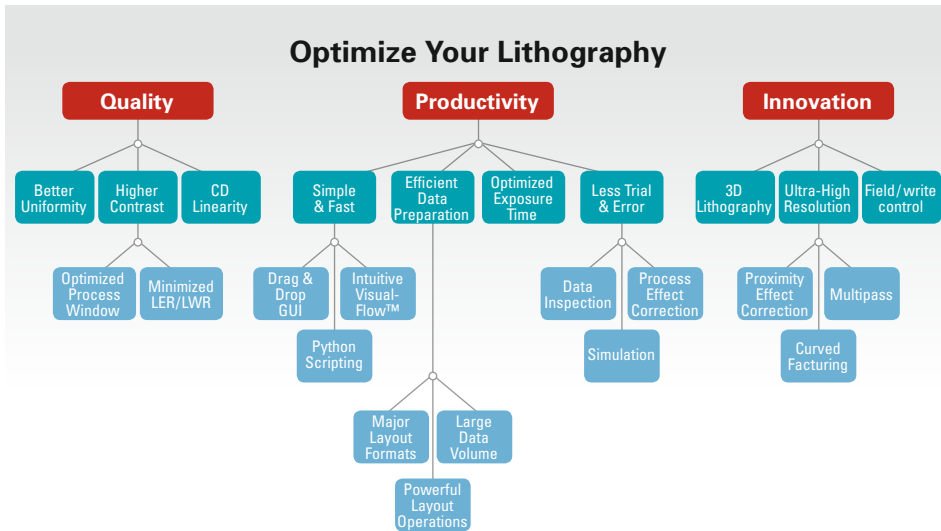 Optimize Your Lithography
Quality
Productivity
Innovation
Better
Uniformity
Higher
Contrast
CD
Linearity
Simple
& Fast
Efficient
Data
Preparation
Optimized
Exposure
Time
Less Trial
& Error
3D
Lithography
Ultra-High
Resolution
Field/write
control
Optimized
Process
Window
Minimized
LER/LWR
Drag &
Drop
GUI
Intuitive
Visual-
Flow™
Python
Scripting
Data
Inspection
Process
Effect
Correction
Simulation
Proximity
Effect
Correction
Multipass
Curved
Facturing
Major
Layout
Formats
Large
Data
Volume
Powerful
Layout
Operations